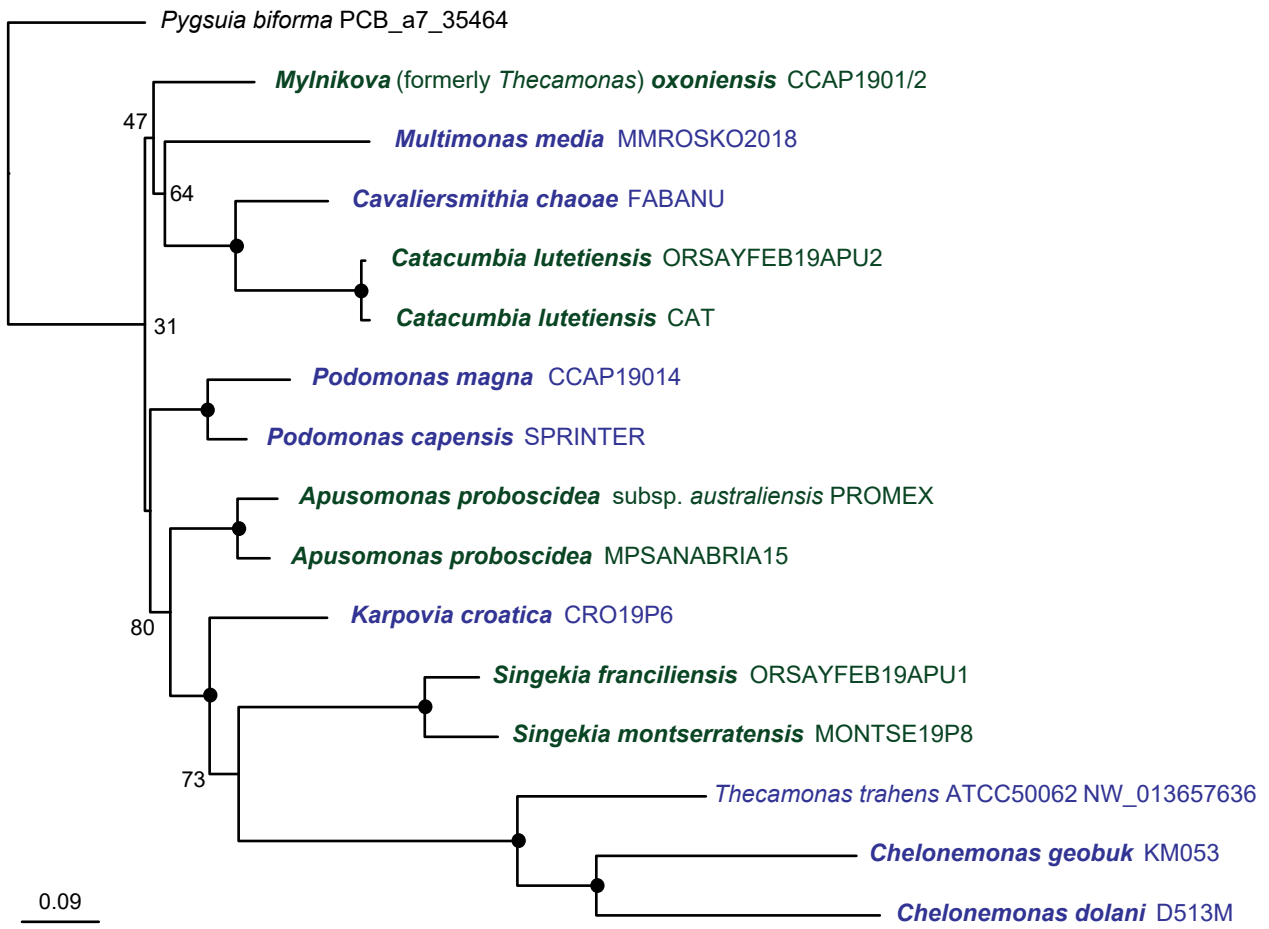 Pygsuia biforma PCB_a7_35464
Mylnikova (formerly Thecamonas) oxoniensis CCAP1901/2
47
Multimonas media MMROSKO2018
64
Cavaliersmithia chaoae FABANU
Catacumbia lutetiensis ORSAYFEB19APU2
Catacumbia lutetiensis CAT
31
Podomonas magna CCAP19014
Podomonas capensis SPRINTER
Apusomonas proboscidea subsp. australiensis PROMEX
Apusomonas proboscidea MPSANABRIA15
Karpovia croatica CRO19P6
80
Singekia franciliensis ORSAYFEB19APU1
Singekia montserratensis MONTSE19P8
73
Thecamonas trahens ATCC50062 NW_013657636
Chelonemonas geobuk KM053
0.09
Chelonemonas dolani D513M